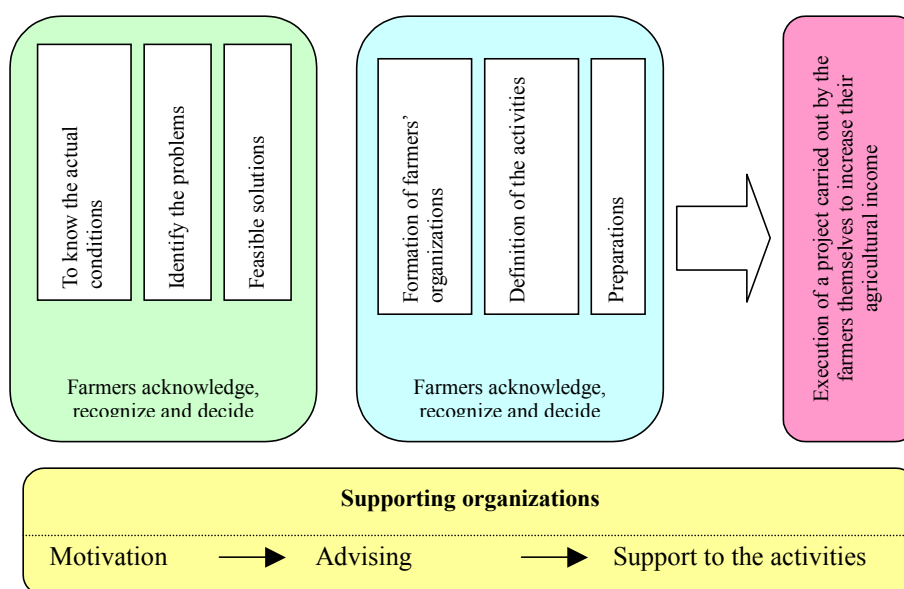 To know the actual
conditions
Identify the problems
Feasible solutions
Farmers acknowledge,
recognize and decide
Formation of farmers'
organizations
Definition of the activities
Preparations
Farmers acknowledge,
recognize and decide
Execution of a project carried out by the
farmers themselves to increase their
agricultural income
Supporting organizations
Motivation
Advising
Support to the activities